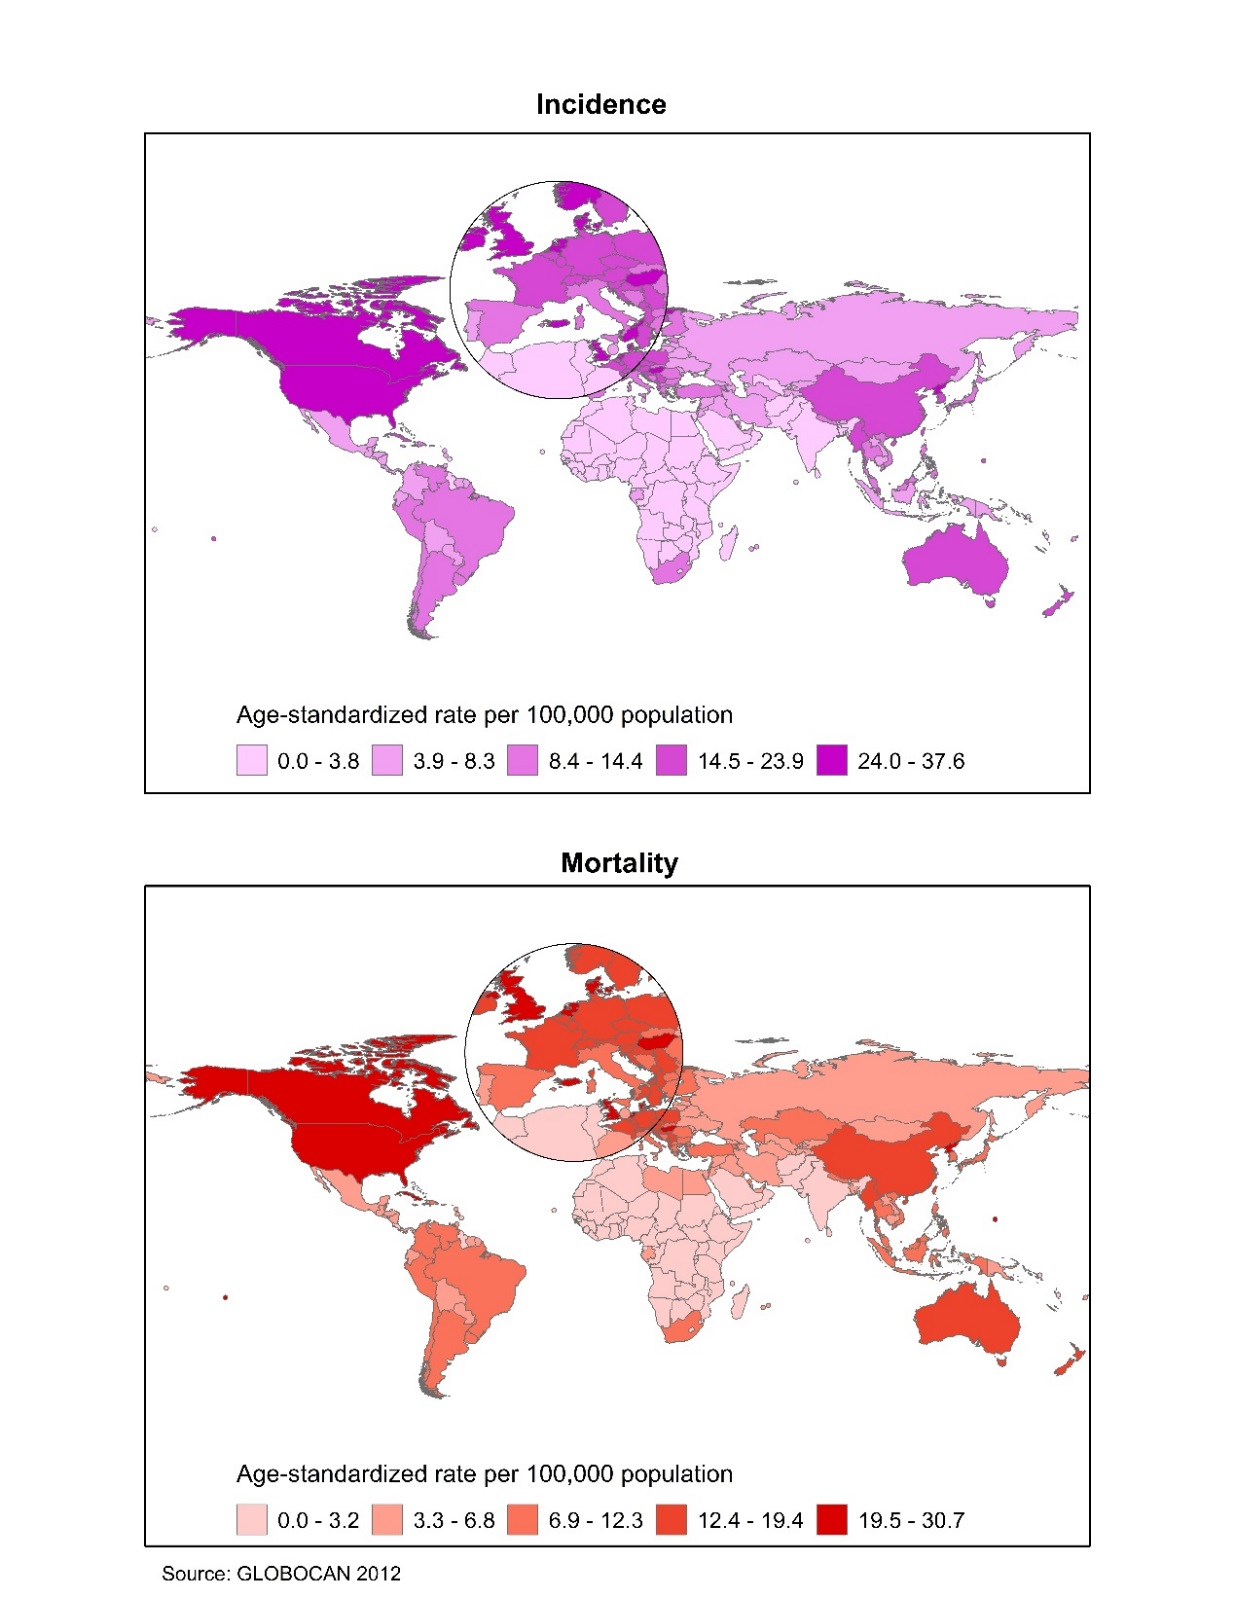 Incidence
Age-standardized rate per 100,000 population
0.0 - 3.8 3.9 - 8.3 8.4 - 14.4 14.5 - 23.9 24.0 - 37.6
Mortality
Age-standardized rate per 100,000 population
0.0 - 3.2 3.3 - 6.8 6.9 - 12.3 12.4 - 19.4 19.5 - 30.7
Source: GLOBOCAN 2012